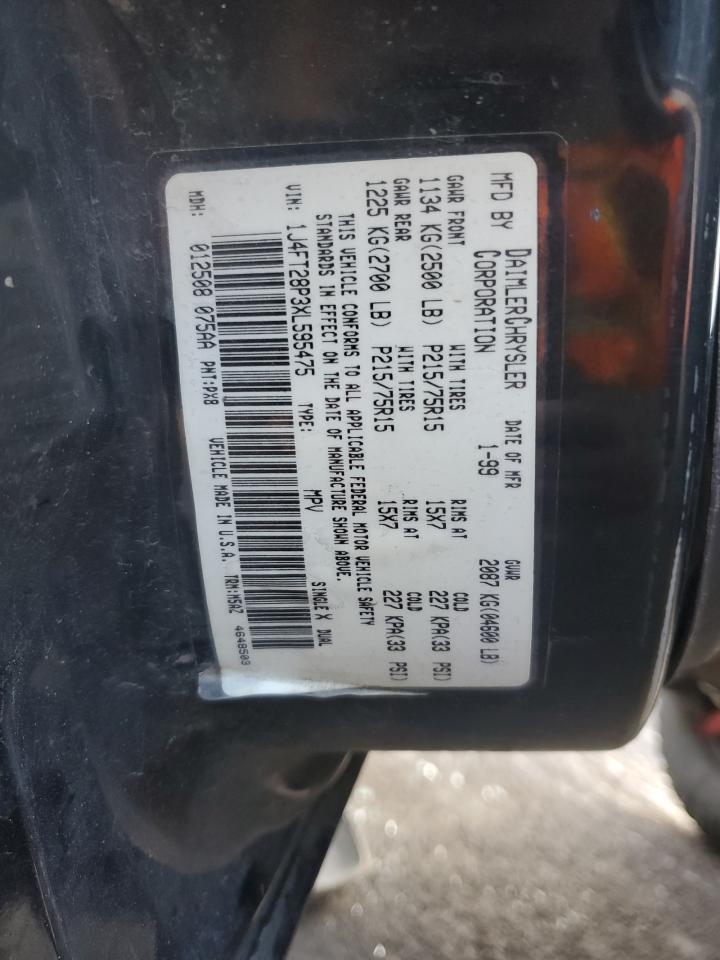 MFD BY DAIMLERCHRYSLER CORPORATION DATE OF MFR 1-99 GVWR 2087 KG(04600 LB)
GAWR FRONT WITH TIRES RIMS AT COLD
1134 KG(2500 LB) P215/75R15 15X7 227 KPA(33 PSI)
GAWR REAR WITH TIRES RIMS AT COLD
1225 KG(2700 LB) P215/75R15 15X7 227 KPA(33 PSI)
THIS VEHICLE CONFORMS TO ALL APPLICABLE FEDERAL MOTOR VEHICLE SAFETY
STANDARDS IN EFFECT ON THE DATE OF MANUFACTURE SHOWN ABOVE.
VIN: 1J4FT28P3XL595475 TYPE: MPV SINGLE X DUAL
MDH: 012508 075AA PNT:PX8 VEHICLE MADE IN U.S.A. TRM:M5AZ 4648503